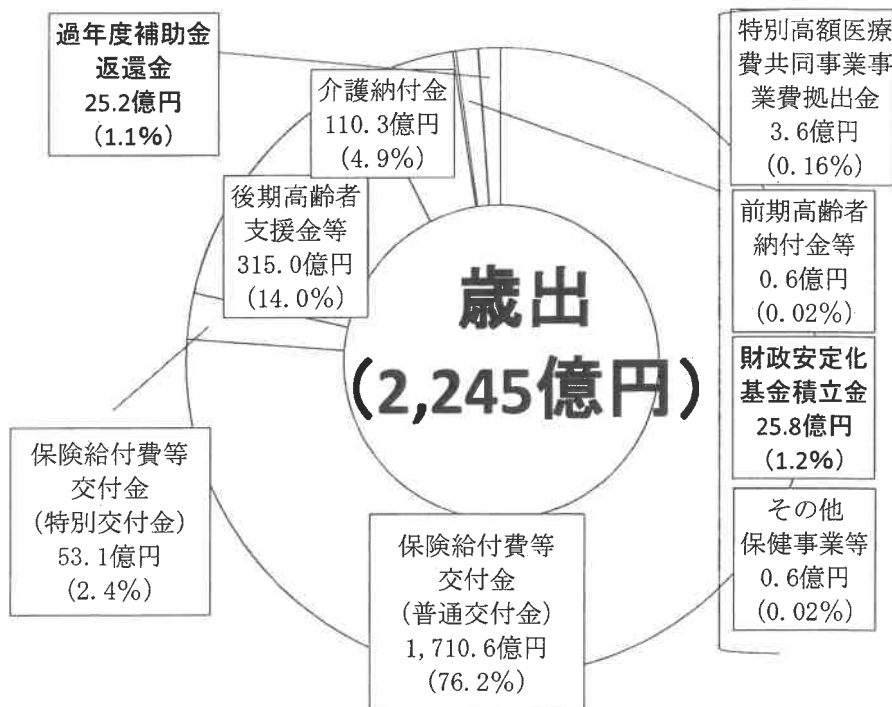 過年度補助金
返還金
25.2億円
(1.1%)
介護納付金
110.3億円
(4.9%)
後期高齢者
支援金等
315.0億円
(14.0%)
特別高額医療
費共同事業事
業費拠出金
3.6億円
(0.16%)
前期高齢者
納付金等
0.6億円
(0.02%)
財政安定化
基金積立金
25.8億円
(1.2%)
その他
保健事業等
0.6億円
(0.02%)
歳出
(2,245億円)
保険給付費等
交付金
(特別交付金)
53.1億円
(2.4%)
保険給付費等
交付金
(普通交付金)
1,710.6億円
(76.2%)